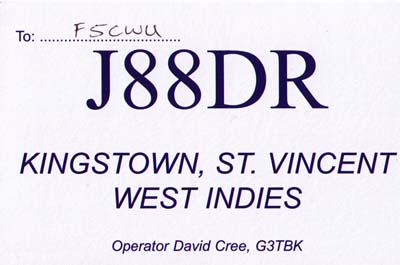 To: ................................ F5CWU
J88DR
KINGSTOWN, ST. VINCENT
WEST INDIES
Operator David Cree, G3TBK